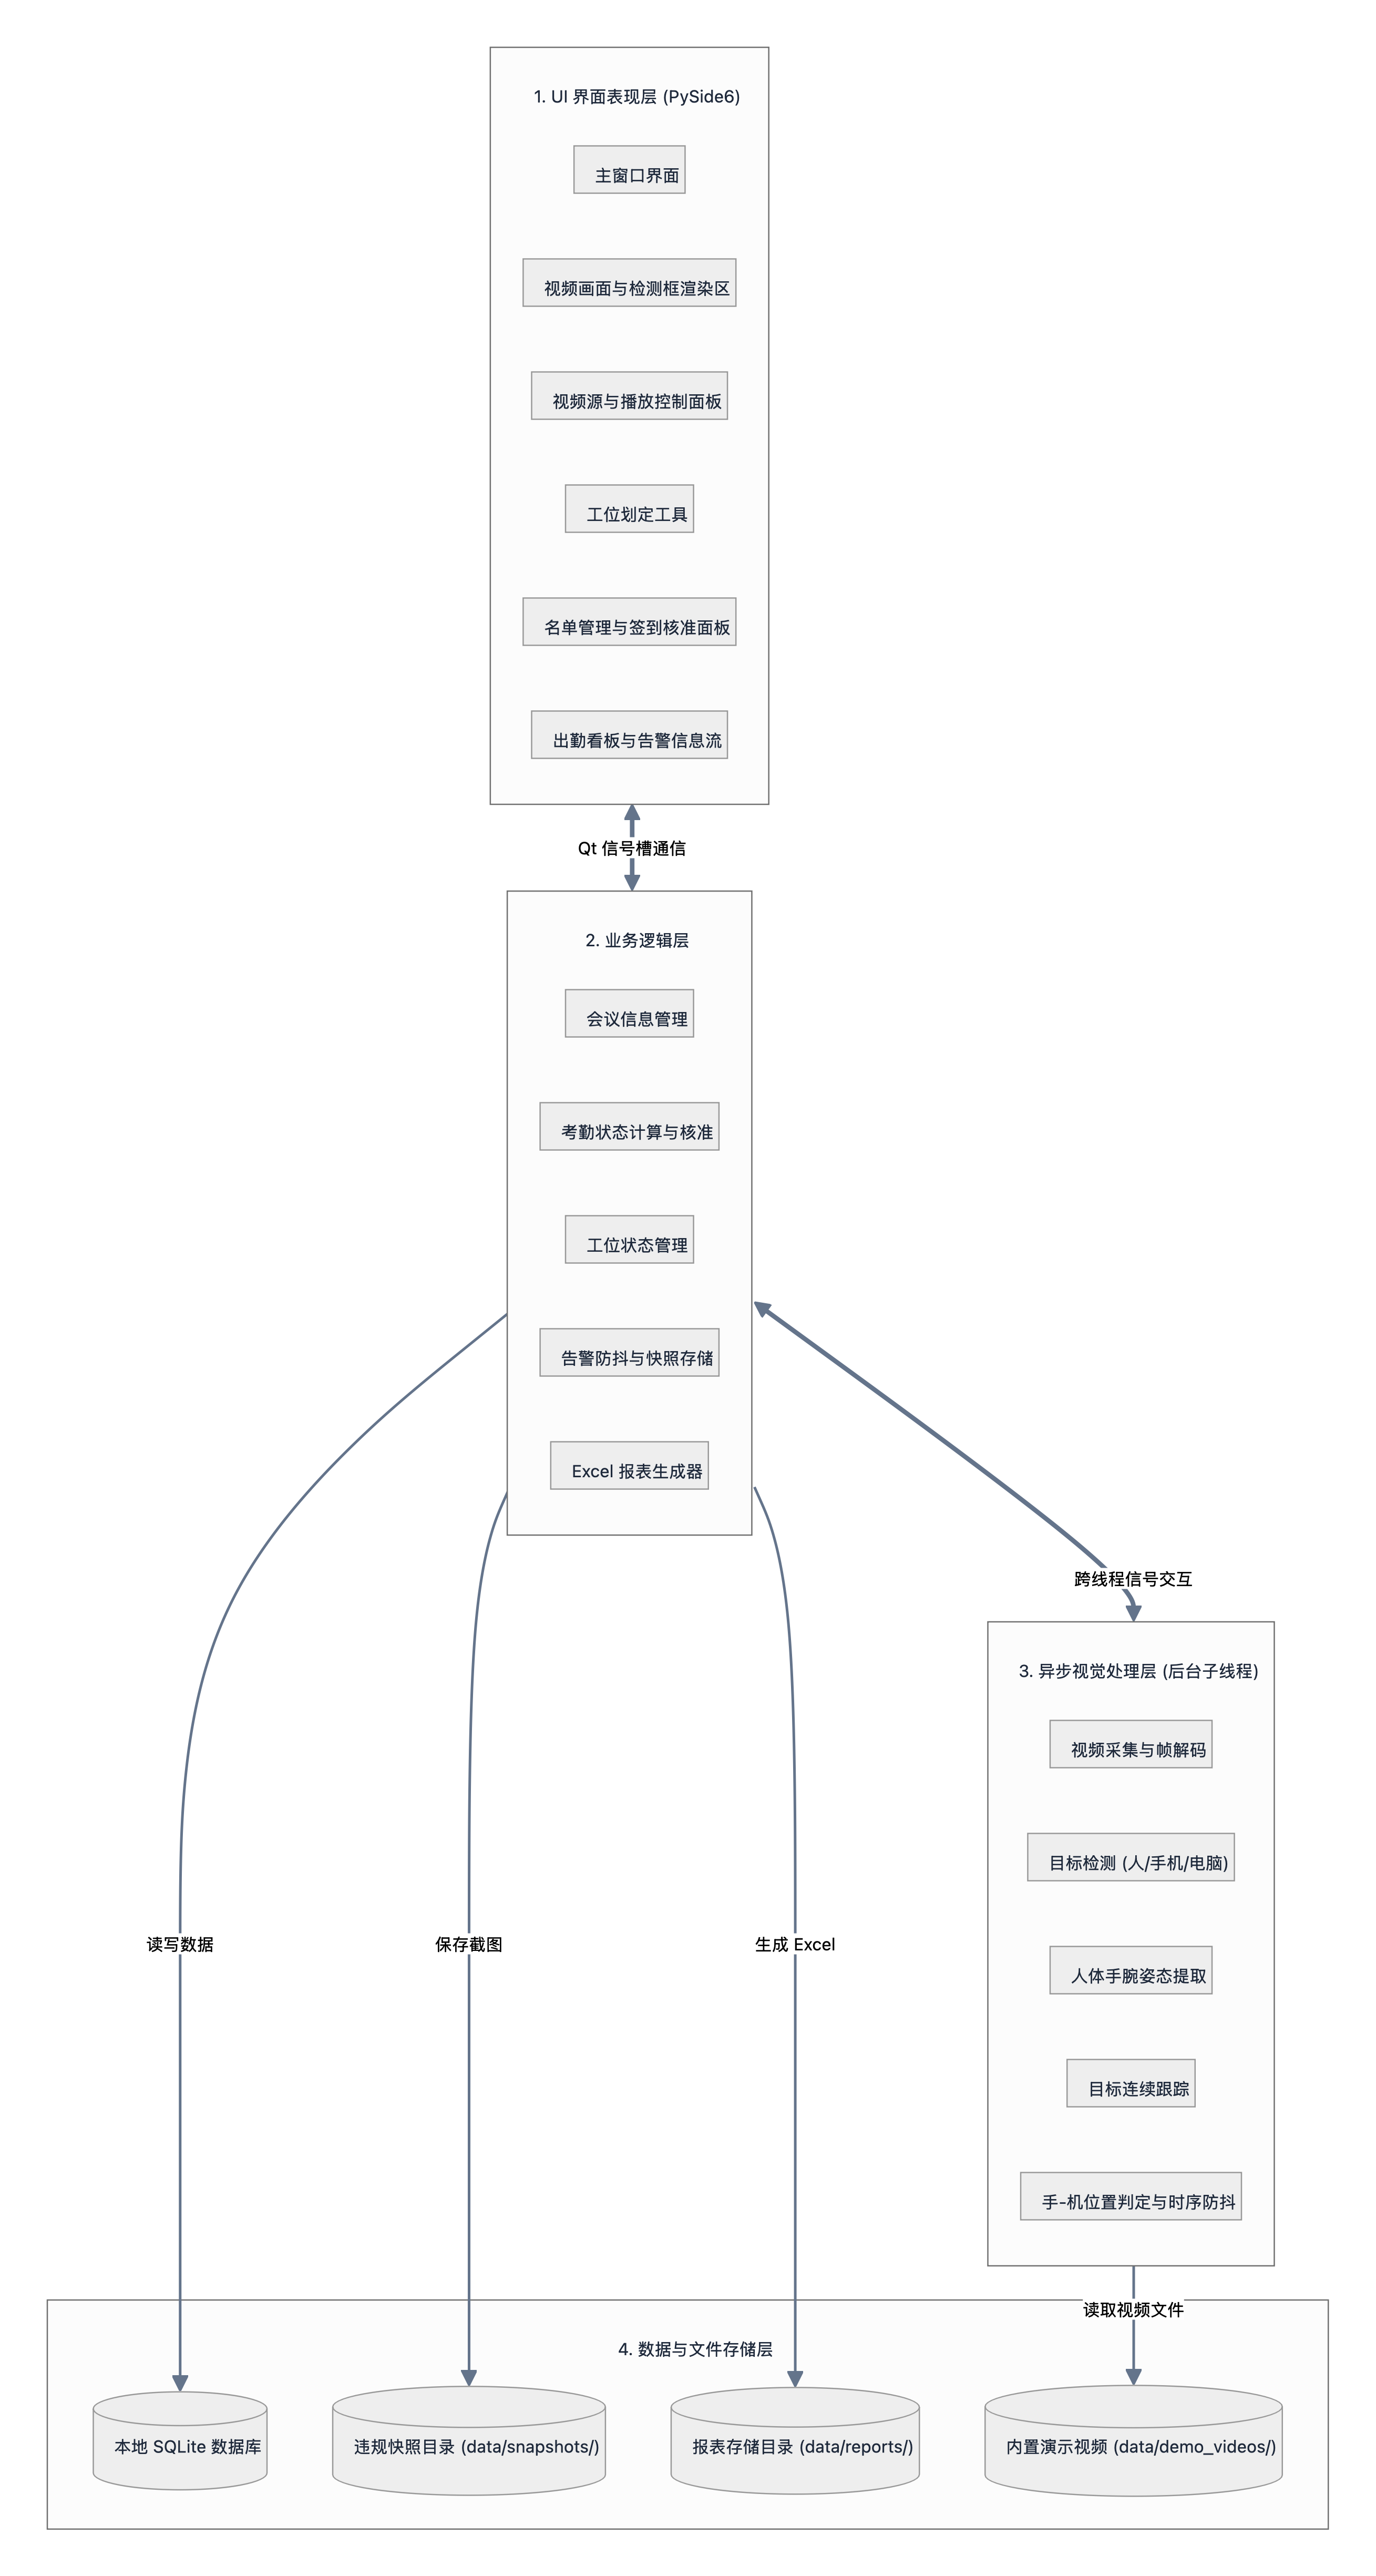 1. UI 界面表现层 (PySide6)
主窗口界面
视频画面与检测框渲染区
视频源与播放控制面板
工位划定工具
名单管理与签到核准面板
出勤看板与告警信息流
Qt 信号槽通信
2. 业务逻辑层
会议信息管理
考勤状态计算与核准
工位状态管理
告警防抖与快照存储
Excel 报表生成器
跨线程信号交互
3. 异步视觉处理层 (后台子线程)
视频采集与帧解码
目标检测 (人/手机/电脑)
人体手腕姿态提取
目标连续跟踪
手-机位置判定与时序防抖
读写数据
保存截图
生成 Excel
读取视频文件
4. 数据与文件存储层
本地 SQLite 数据库
违规快照目录 (data/snapshots/)
报表存储目录 (data/reports/)
内置演示视频 (data/demo_videos/)